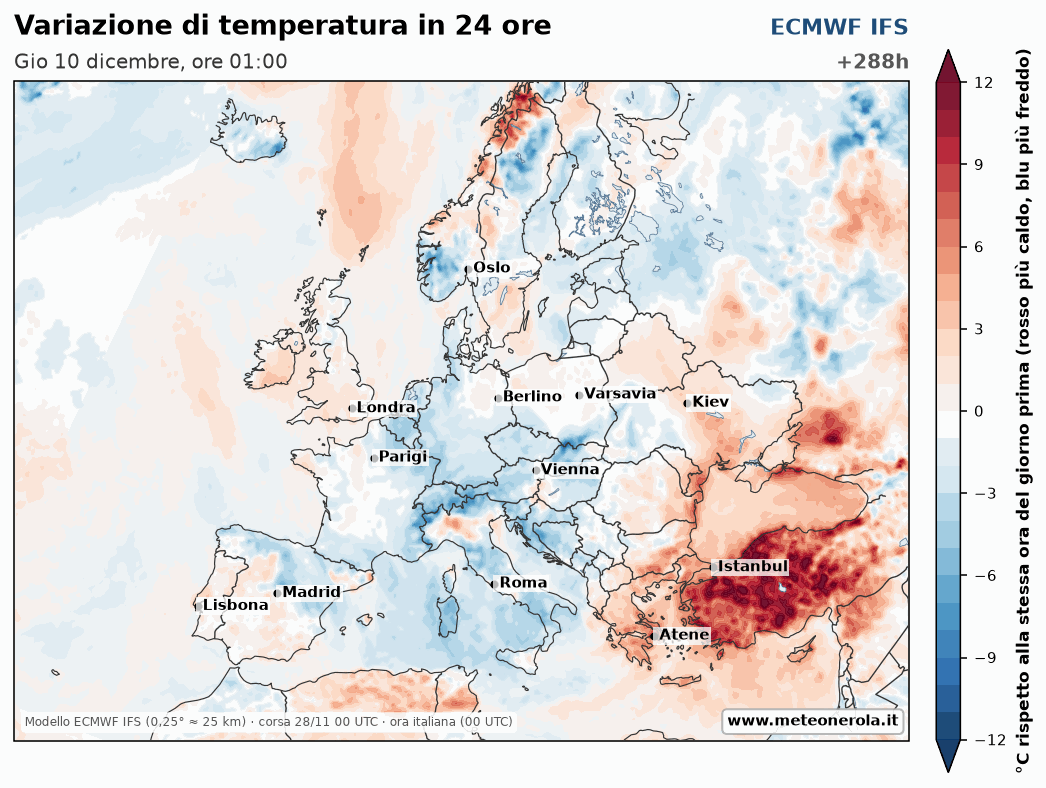 Variazione di temperatura in 24 ore
ECMWF IFS
Gio 10 dicembre, ore 01:00
+288h
Oslo
Londra
Berlino
Varsavia
Kiev
Parigi
Vienna
Istanbul
Madrid
Roma
Lisbona
Atene
Modello ECMWF IFS (0,25° ≈ 25 km) · corsa 28/11 00 UTC · ora italiana (00 UTC)
www.meteonerola.it
12
9
6
3
0
−3
−6
−9
−12
°C rispetto alla stessa ora del giorno prima (rosso più caldo, blu più freddo)